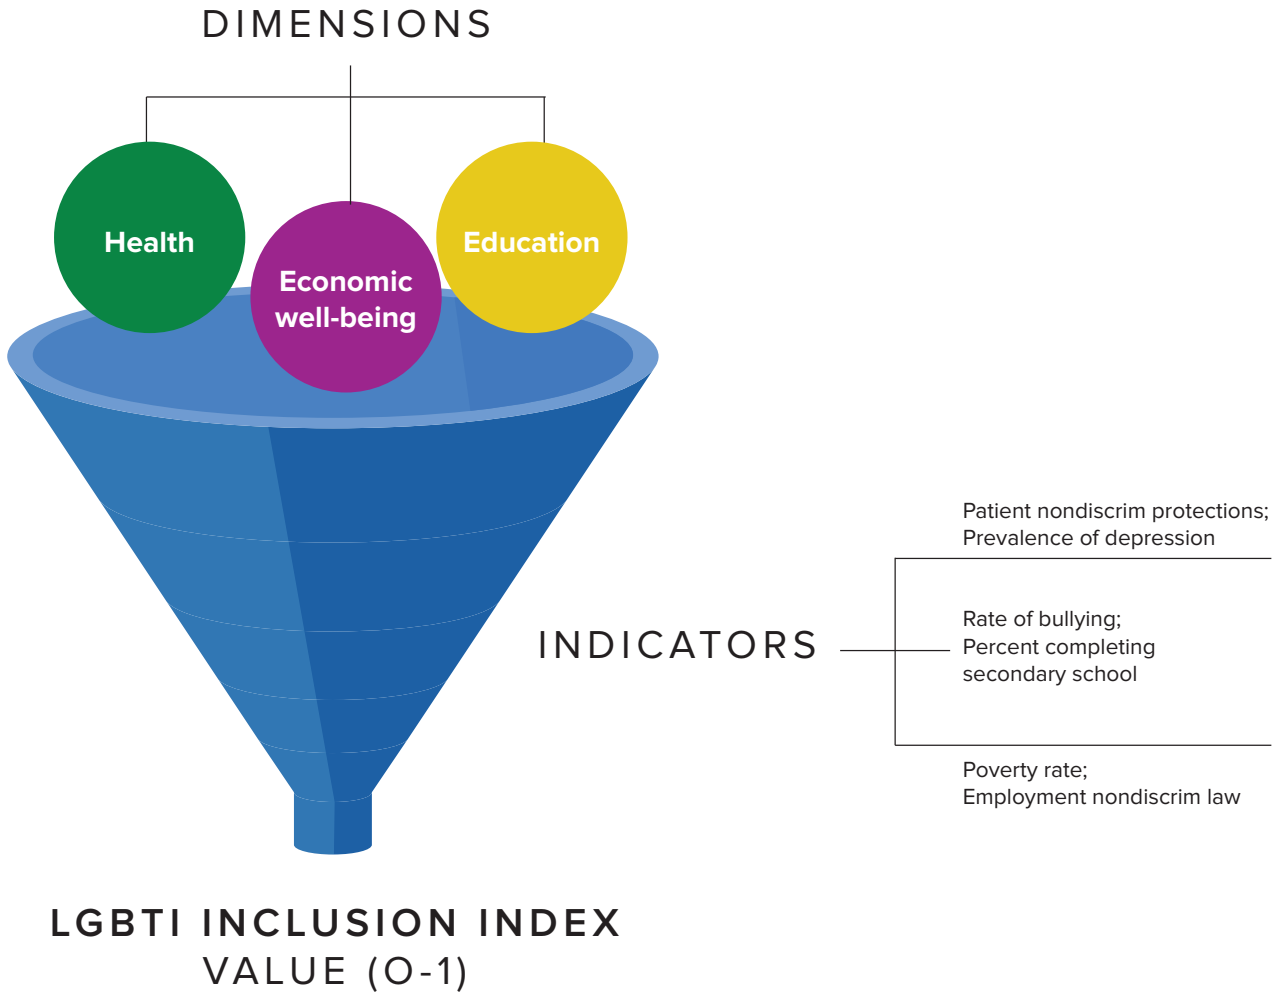 DIMENSIONS
Health
Economic
well-being
Education
Patient nondiscrim protections;
Prevalence of depression
INDICATORS
Rate of bullying;
Percent completing
secondary school
Poverty rate;
Employment nondiscrim law
LGBTI INCLUSION INDEX
VALUE (O-1)